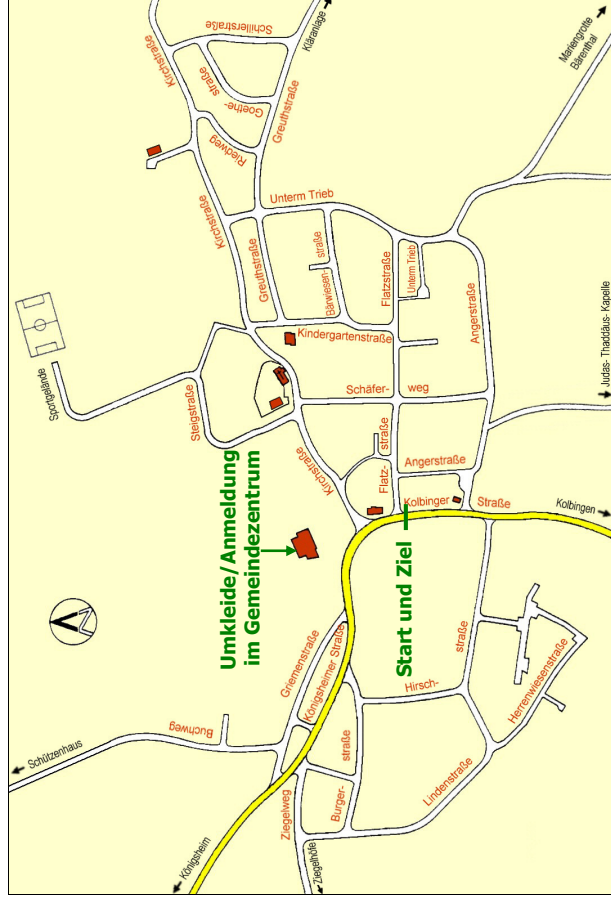 Schillerstraße
Kläranlage
Mariengrotte
Bärenthal
Kirchstraße
Goethe-
straße
Greuthstraße
Riedweg
Unterm Trieb
Kirchstraße
Greuthstraße
Bärwiesen-
straße
Flatzstraße
Unterm Trieb
Angerstraße
Kindergartenstraße
Sportgelände
Steigstraße
Schäfer-
weg
Judas- Thaddäus- Kapelle
Kirchstraße
Flatz-
straße
Angerstraße
Kolbinger
Straße
Kolbingen
Umkleide/Anmeldung
im Gemeindezentrum
Start und Ziel
Griemenstraße
Königsheimer Straße
Hirsch-
straße
Herrenwiesenstraße
Buchweg
Schützenhaus
Ziegelweg
Burger-
straße
Lindenstraße
Königsheim
Ziegelhöfe